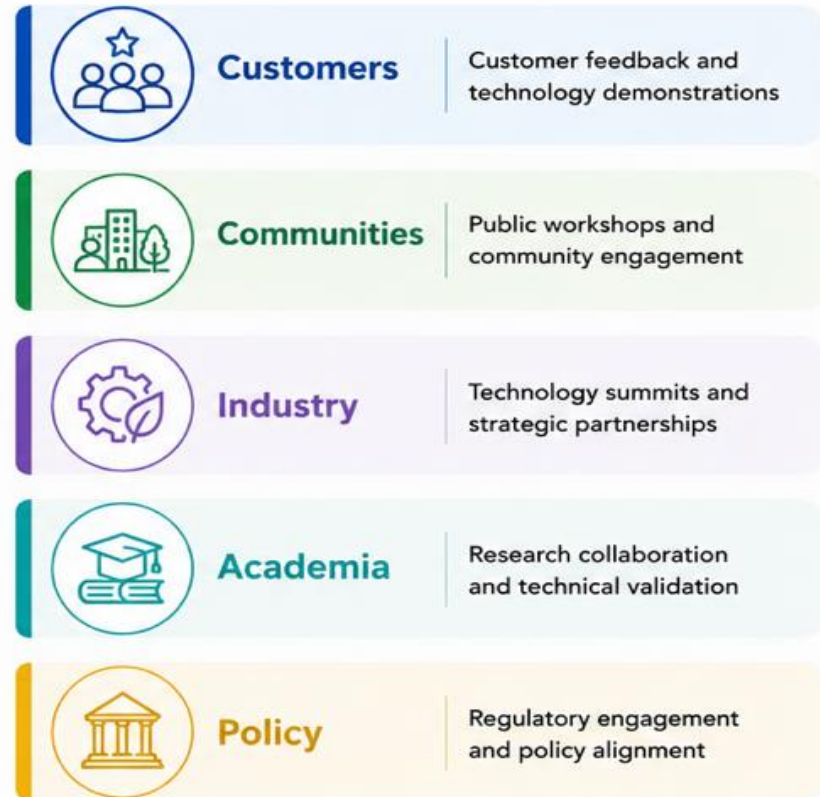 Customers
Customer feedback and
technology demonstrations
Communities
Public workshops and
community engagement
Industry
Technology summits and
strategic partnerships
Academia
Research collaboration
and technical validation
Policy
Regulatory engagement
and policy alignment